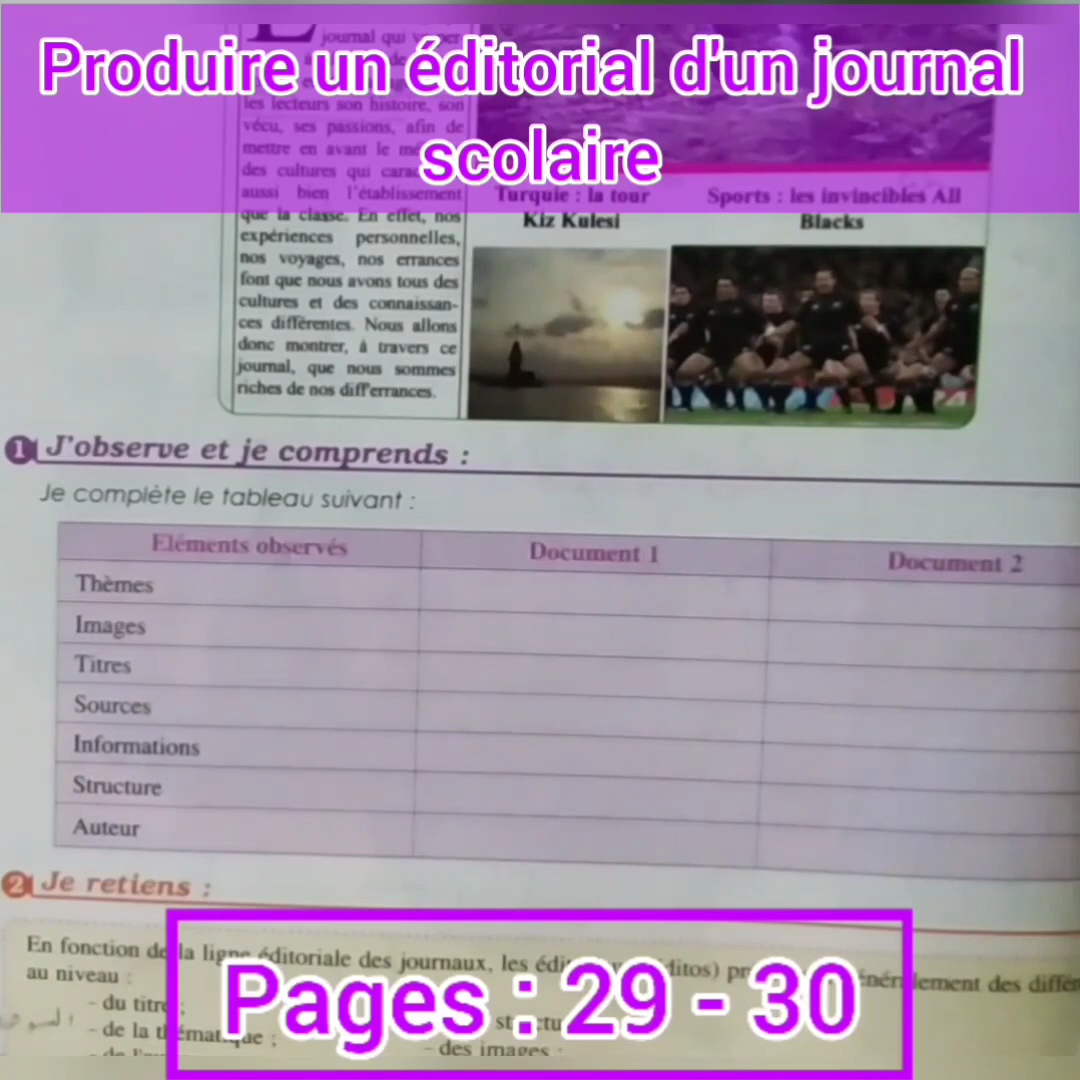 Produire un éditorial d'un journal
scolaire
journal qui
les lecteurs son histoire, son
vécu, ses passions, afin de
mettre en avant le
des cultures qui
aussi bien l'établissement
que la classe. En effet, nos
expériences personnelles,
nos voyages, nos errances
font que nous avons tous des
cultures et des connaissan-
ces différentes. Nous allons
donc montrer, à travers ce
journal, que nous sommes
riches de nos diff'errances.
Turquie : la tour
Kiz Kulesi
Sports : les invincibles All
Blacks
1 J'observe et je comprends :
Je complète le tableau suivant :
Eléments observés Document 1 Document 2
Thèmes
Images
Titres
Sources
Informations
Structure
Auteur
2 Je retiens :
En fonction de la ligne éditoriale des journaux, les
au niveau :
- du titre ;
- de la thématique ;
- des images
Pages : 29 - 30